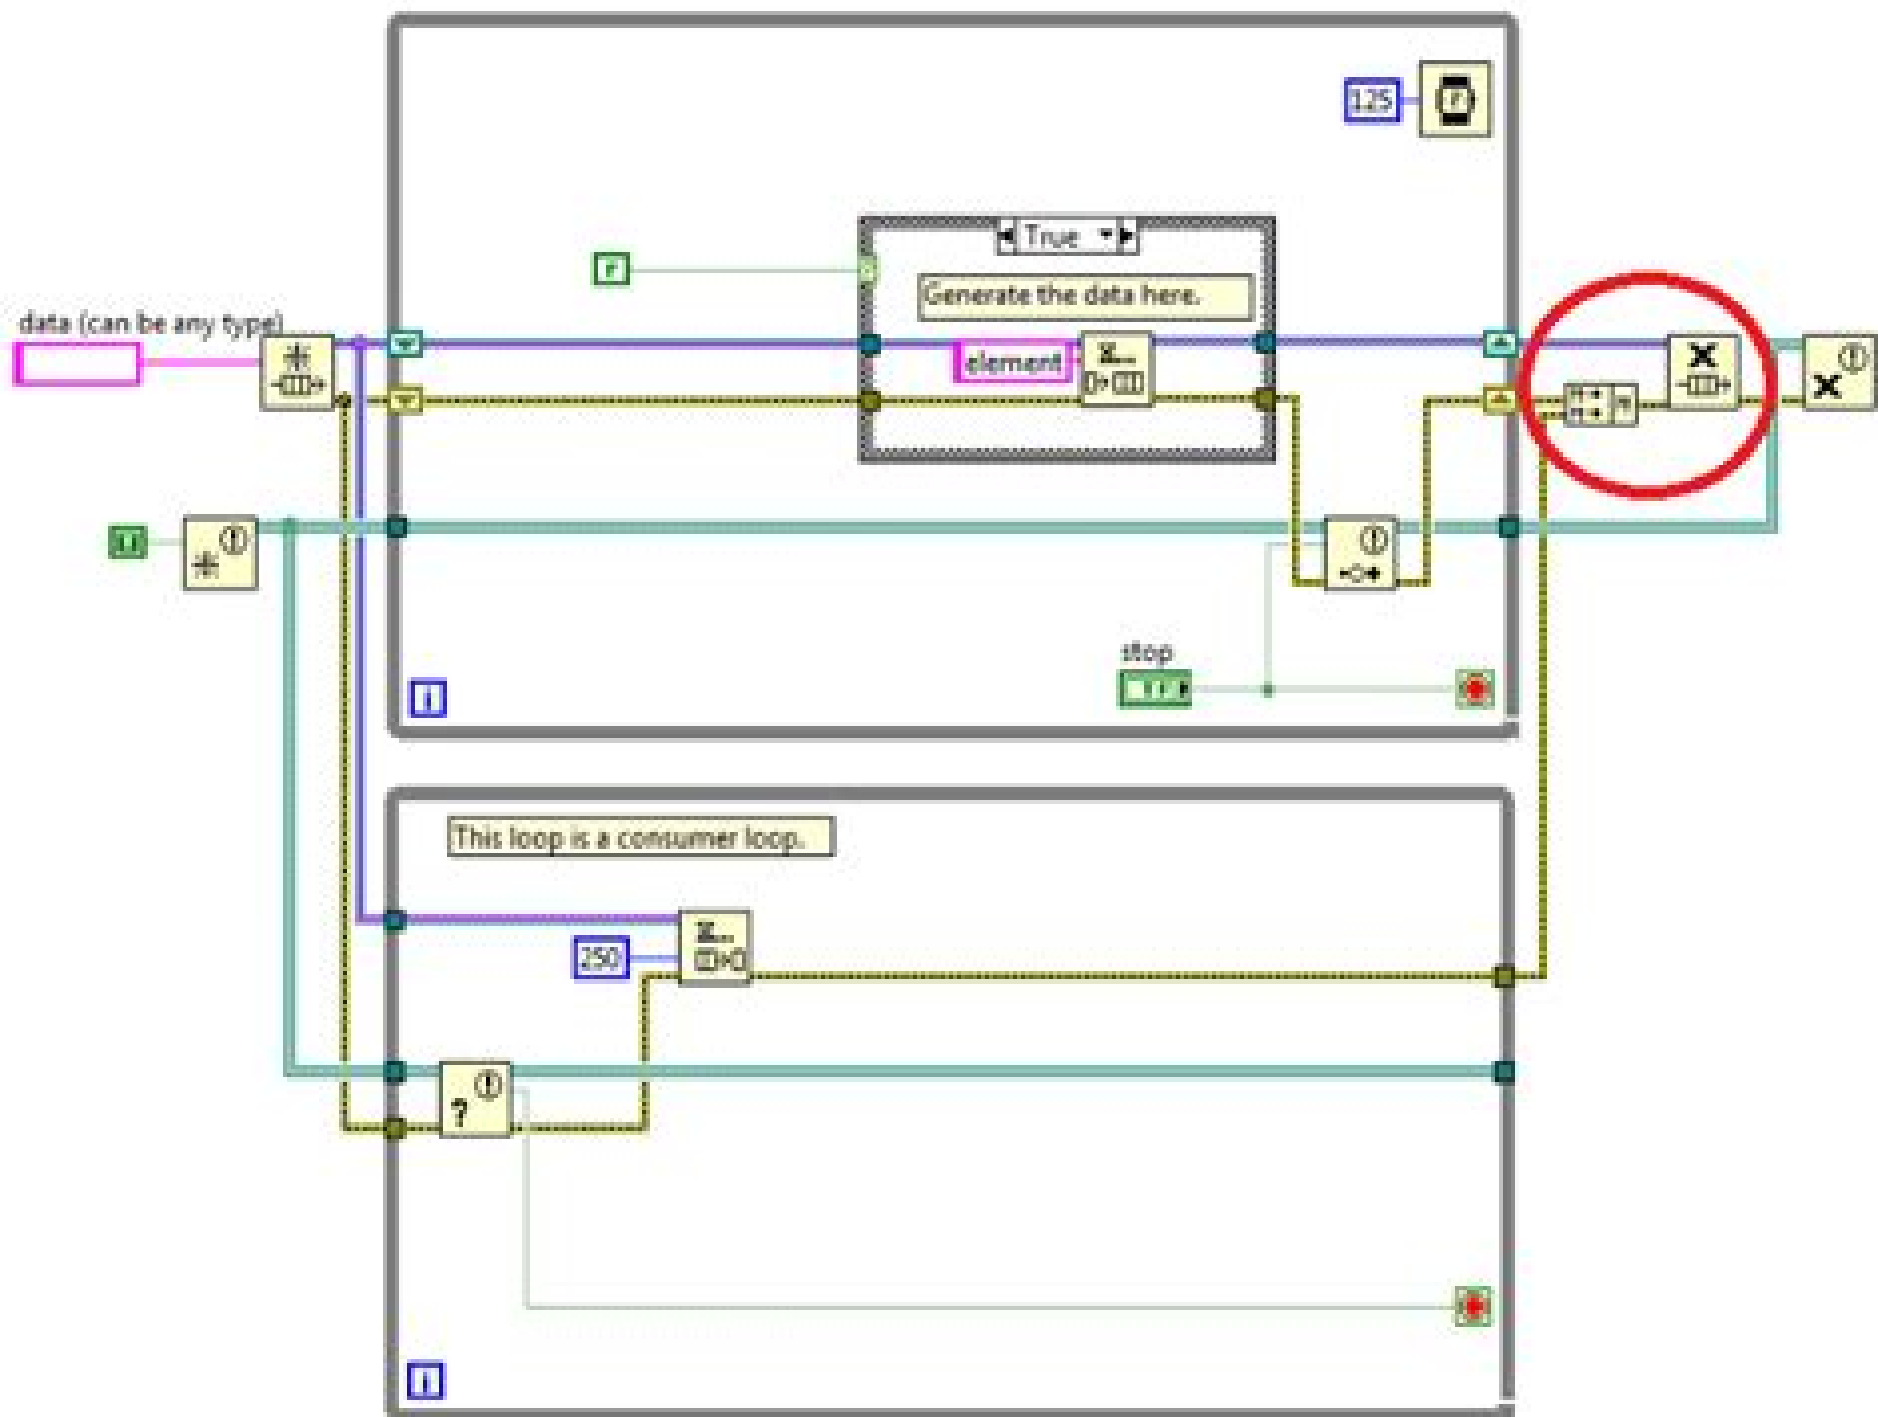 125
True
Generate the data here.
data (can be any type)
element
stop
i
This loop is a consumer loop.
250
?
i